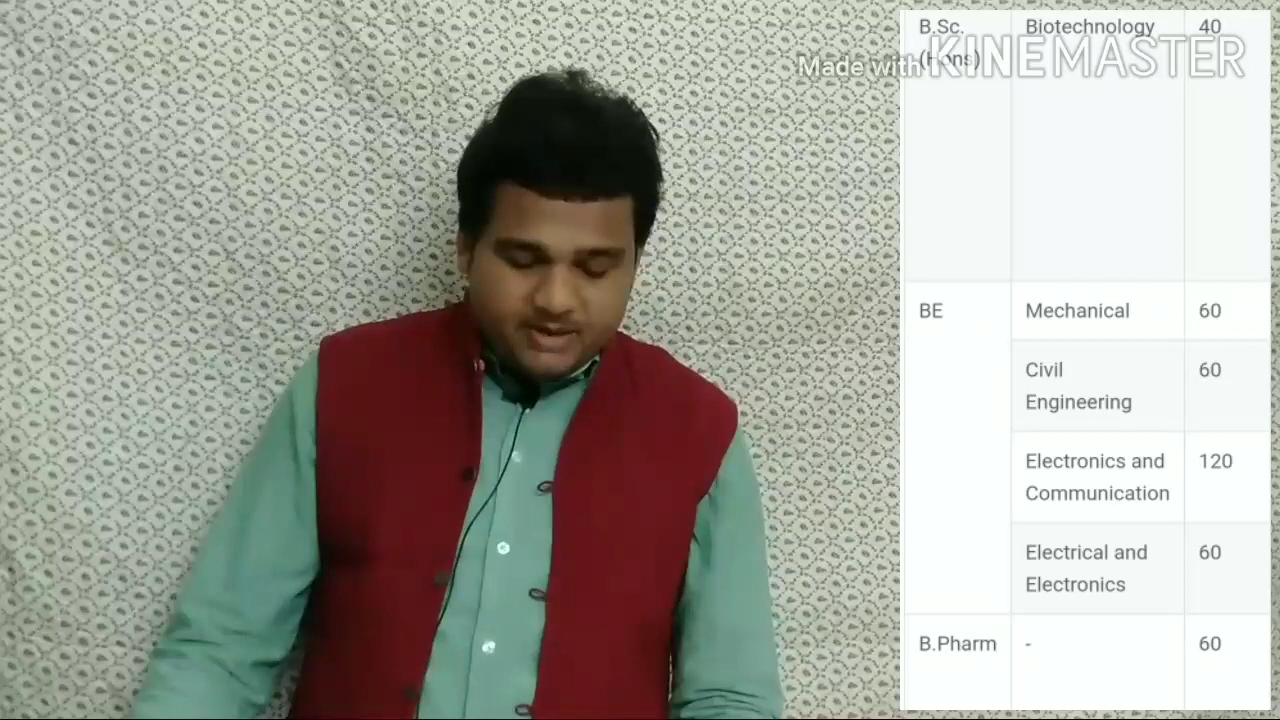 B.Sc. Biotechnology 40
(Hons)
Made with KINEMASTER
BE Mechanical 60
Civil 60
Engineering
Electronics and 120
Communication
Electrical and 60
Electronics
B.Pharm - 60